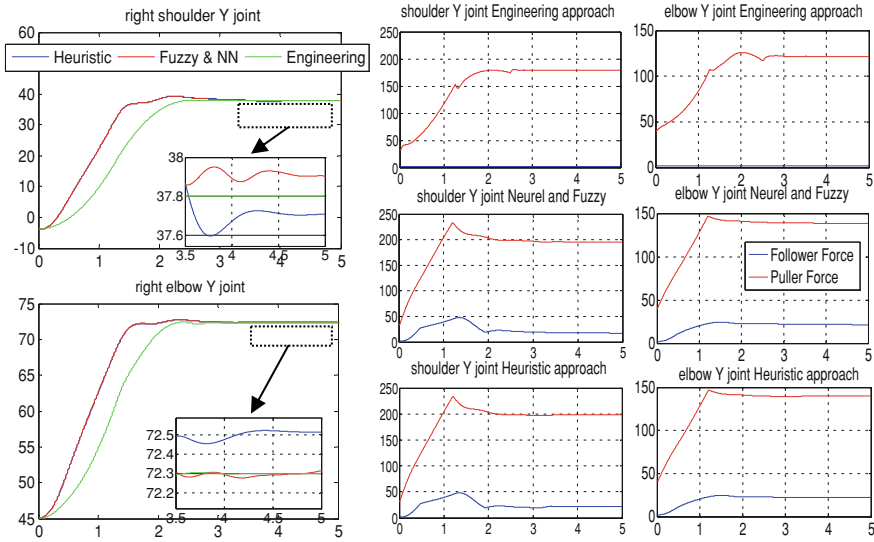 right shoulder Y joint
Heuristic Fuzzy & NN Engineering
60
50
40
30
20
10
0
-10
0 1 2 3 4 5
38
37.8
37.6
3.5 4 4.5 5
right elbow Y joint
75
70
65
60
55
50
45
0 1 2 3 4 5
72.5
72.3
72.2
3.5 4 4.5 5
shoulder Y joint Engineering approach
250
200
150
100
50
0
0 1 2 3 4 5
elbow Y joint Engineering approach
150
100
50
0
0 1 2 3 4 5
shoulder Y joint Neurel and Fuzzy
250
200
150
100
50
0
0 1 2 3 4 5
elbow Y joint Neurel and Fuzzy
150
100
50
0
0 1 2 3 4 5
Follower Force
Puller Force
shoulder Y joint Heuristic approach
250
200
150
100
50
0
0 1 2 3 4 5
elbow Y joint Heuristic approach
150
100
50
0
0 1 2 3 4 5